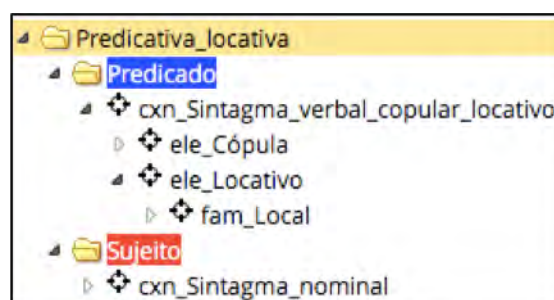 Predicativa_locativa
Predicado
cxn_Sintagma_verbal_copular_locativo
ele_Cópula
ele_Locativo
fam_Local
Sujeito
cxn_Sintagma_nominal